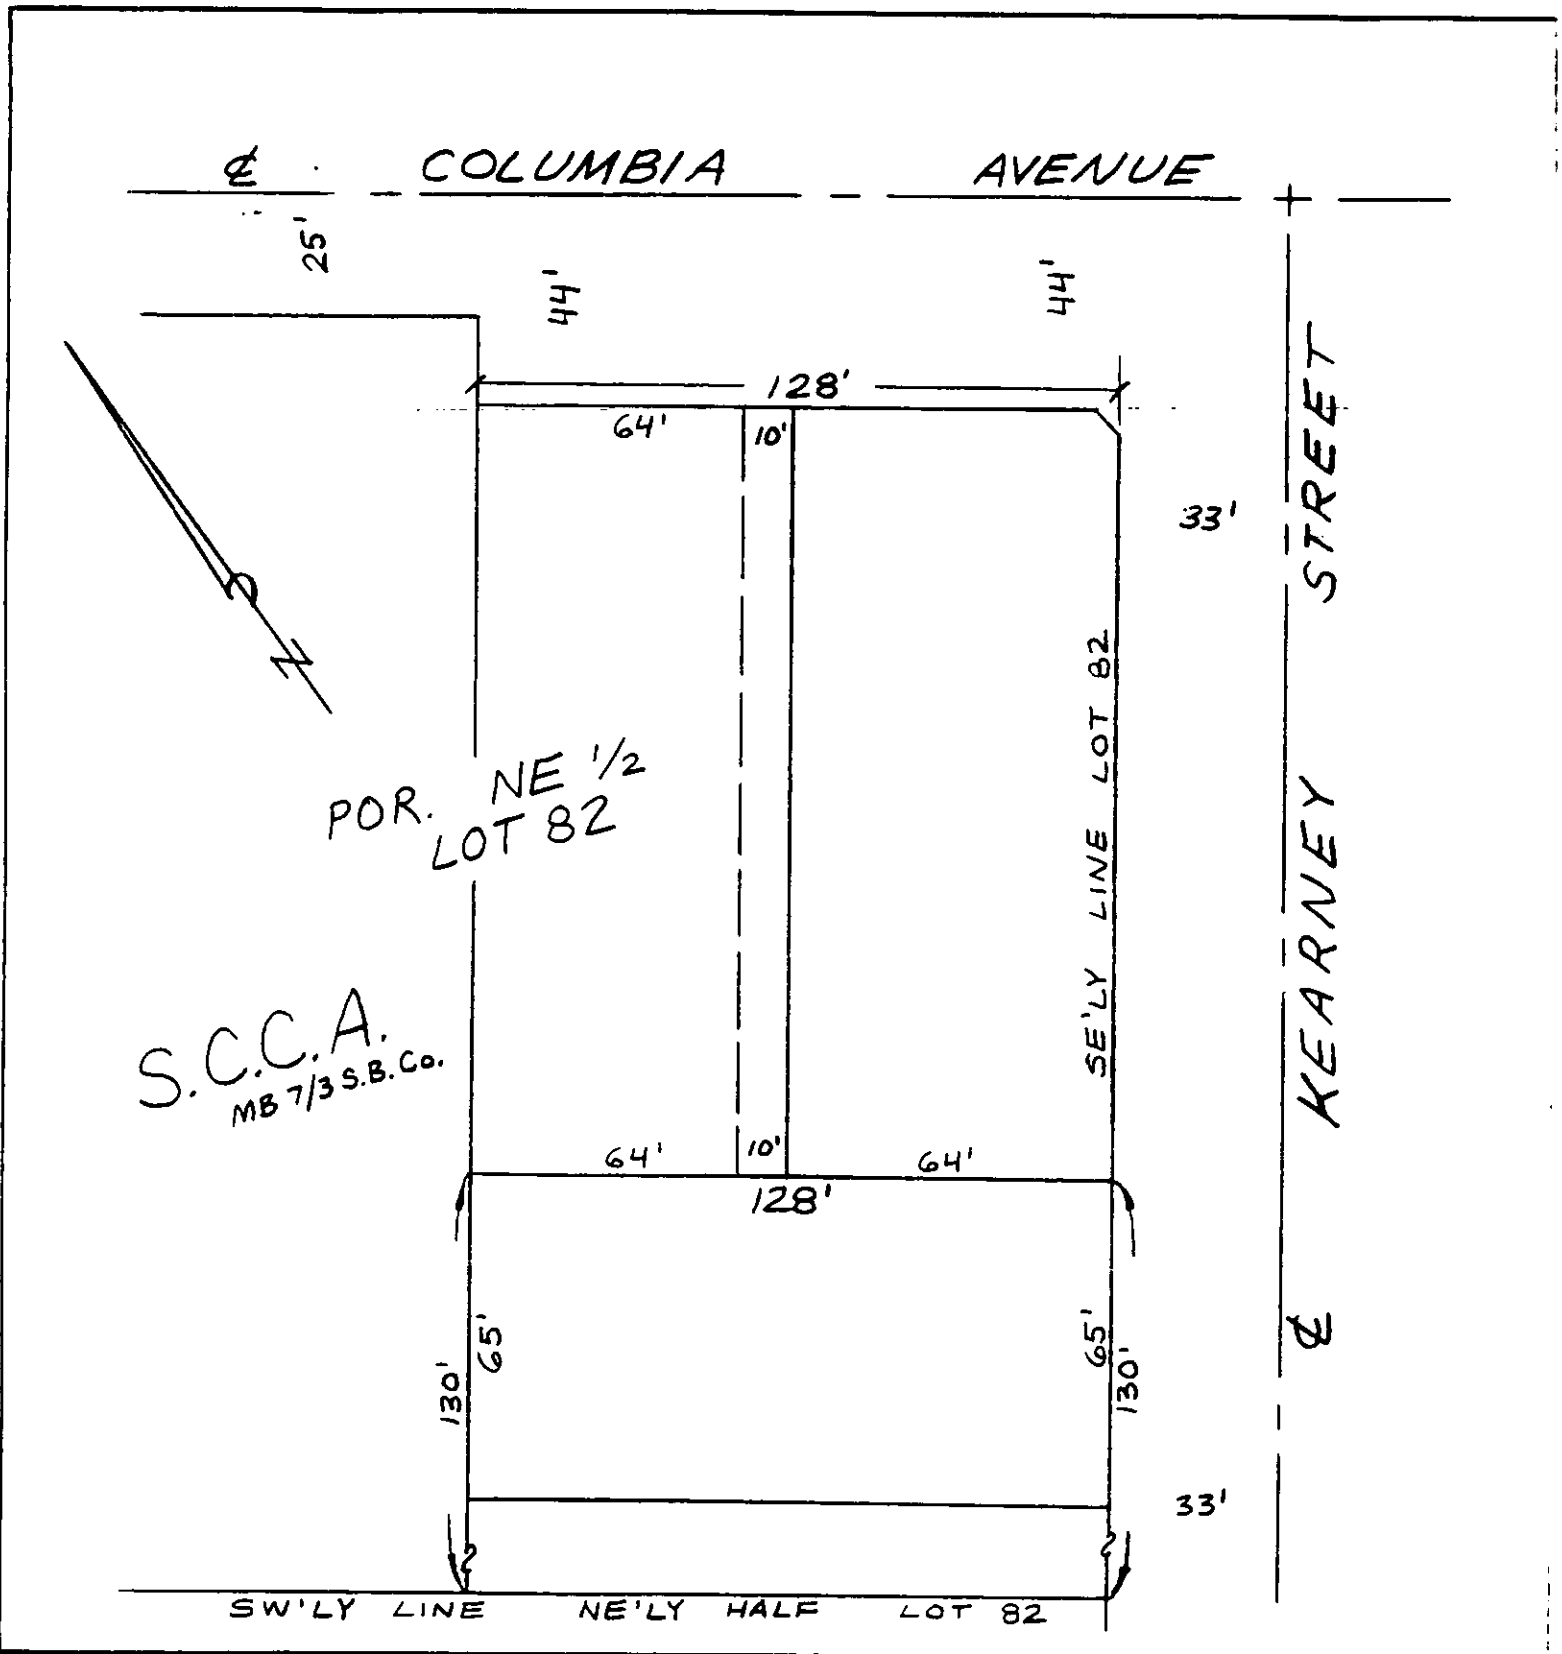 ℄ COLUMBIA AVENUE
25'
44' 44'
128'
64' 10'
33'
℄ KEARNEY STREET
SE'LY LINE LOT 82
N
POR. NE 1/2
LOT 82
S.C.C.A.
MB 7/3 S.B. Co.
64' 10' 64'
128'
65' 65'
130' 130'
33'
SW'LY LINE NE'LY HALF LOT 82